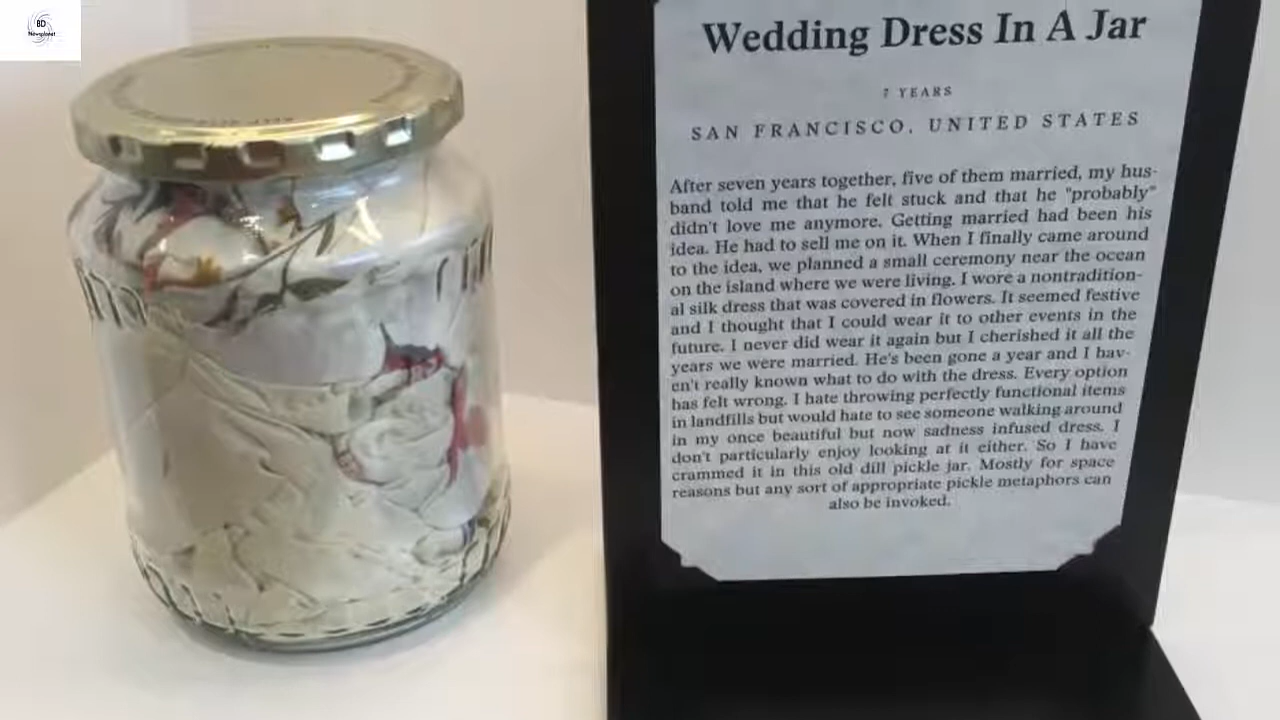 BD
Newsplanet
Wedding Dress In A Jar
7 YEARS
SAN FRANCISCO, UNITED STATES
After seven years together, five of them married, my hus-
band told me that he felt stuck and that he "probably"
didn't love me anymore. Getting married had been his
idea. He had to sell me on it. When I finally came around
to the idea, we planned a small ceremony near the ocean
on the island where we were living. I wore a nontradition-
al silk dress that was covered in flowers. It seemed festive
and I thought that I could wear it to other events in the
future. I never did wear it again but I cherished it all the
years we were married. He's been gone a year and I hav-
en't really known what to do with the dress. Every option
has felt wrong. I hate throwing perfectly functional items
in landfills but would hate to see someone walking around
in my once beautiful but now sadness infused dress. I
don't particularly enjoy looking at it either. So I have
crammed it in this old dill pickle jar. Mostly for space
reasons but any sort of appropriate pickle metaphors can
also be invoked.